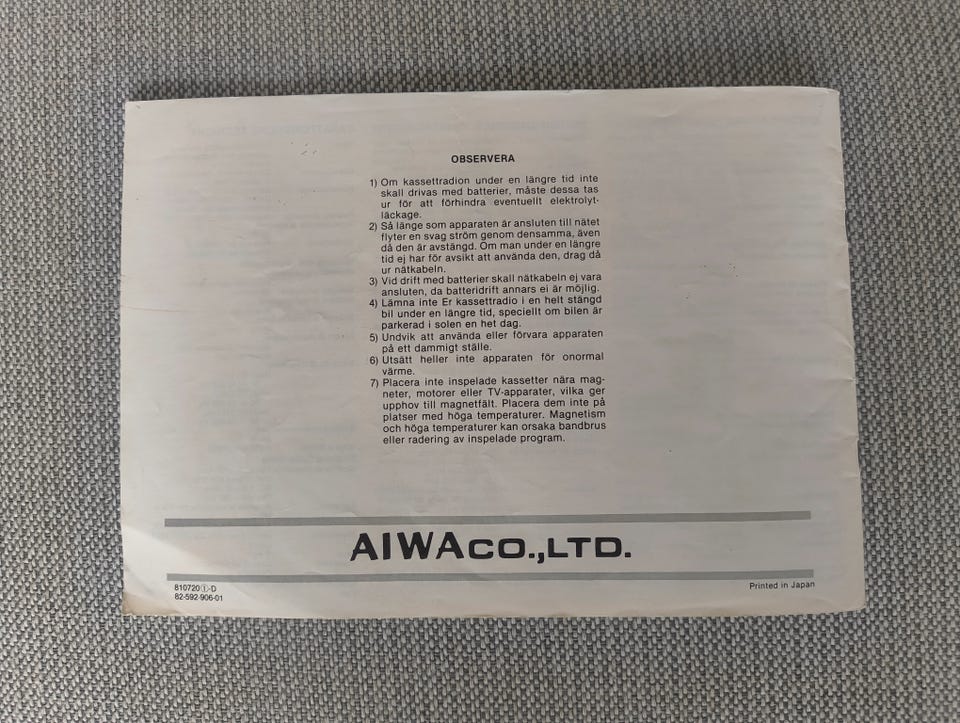 OBSERVERA
1) Om kassettradion under en längre tid inte
skall drivas med batterier, måste dessa tas
ur för att förhindra eventuellt elektrolyt-
läckage.
2) Så länge som apparaten är ansluten till nätet
flyter en svag ström genom densamma, även
då den är avstängd. Om man under en längre
tid ej har för avsikt att använda den, drag då
ur nätkabeln.
3) Vid drift med batterier skall nätkabeln ej vara
ansluten, da batteridrift annars ei är möjlig.
4) Lämna inte Er kassettradio i en helt stängd
bil under en längre tid, speciellt om bilen är
parkerad i solen en het dag.
5) Undvik att använda eller förvara apparaten
på ett dammigt ställe.
6) Utsätt heller inte apparaten för onormal
värme.
7) Placera inte inspelade kassetter nära mag-
neter, motorer eller TV-apparater, vilka ger
upphov till magnetfält. Placera dem inte på
platser med höga temperaturer. Magnetism
och höga temperaturer kan orsaka bandbrus
eller radering av inspelade program.
AIWA CO.,LTD.
810720①-D
82-592-906-01
Printed in Japan